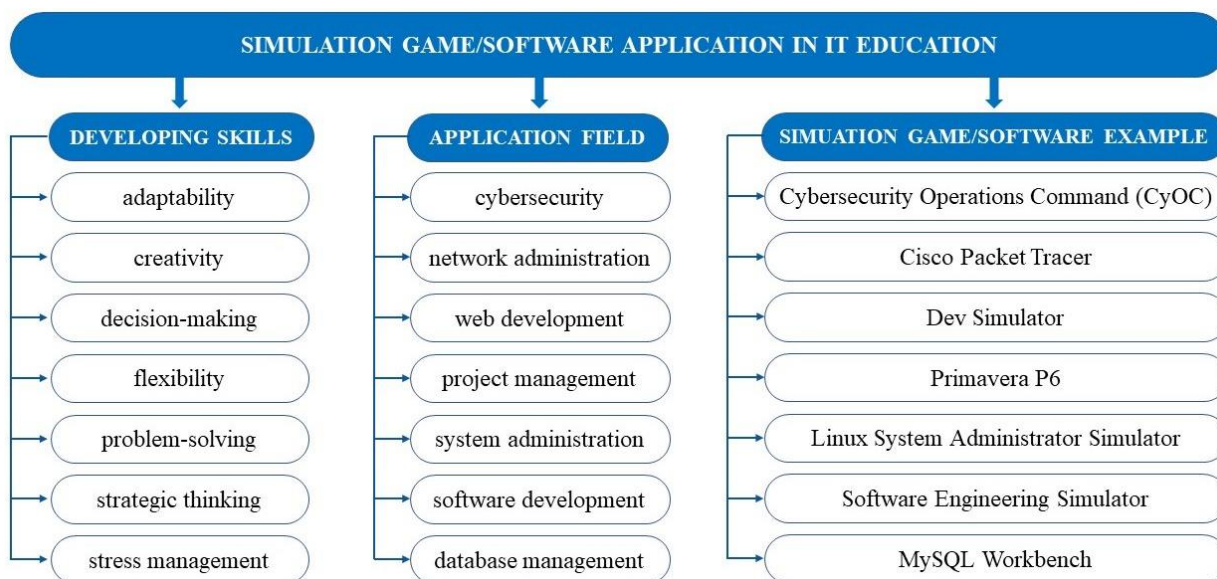 SIMULATION GAME/SOFTWARE APPLICATION IN IT EDUCATION
DEVELOPING SKILLS
adaptability
creativity
decision-making
flexibility
problem-solving
strategic thinking
stress management
APPLICATION FIELD
cybersecurity
network administration
web development
project management
system administration
software development
database management
SIMUATION GAME/SOFTWARE EXAMPLE
Cybersecurity Operations Command (CyOC)
Cisco Packet Tracer
Dev Simulator
Primavera P6
Linux System Administrator Simulator
Software Engineering Simulator
MySQL Workbench